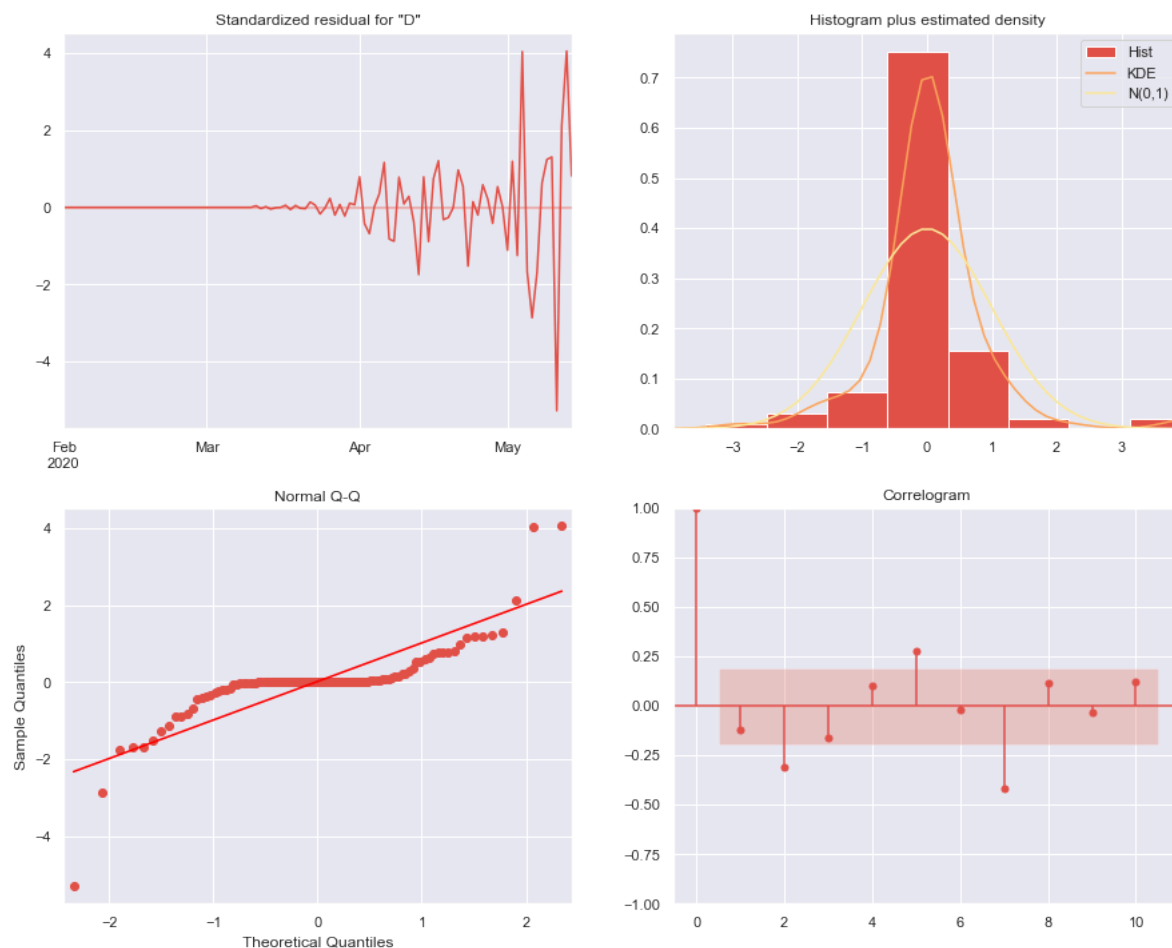 Standardized residual for "D"
4
2
0
−2
−4
Feb
2020
Mar
Apr
May
Histogram plus estimated density
Hist
KDE
N(0,1)
0.7
0.6
0.5
0.4
0.3
0.2
0.1
0.0
−3 −2 −1 0 1 2 3
Normal Q-Q
Sample Quantiles
4
2
0
−2
−4
−2 −1 0 1 2
Theoretical Quantiles
Correlogram
1.00
0.75
0.50
0.25
0.00
−0.25
−0.50
−0.75
−1.00
0 2 4 6 8 10